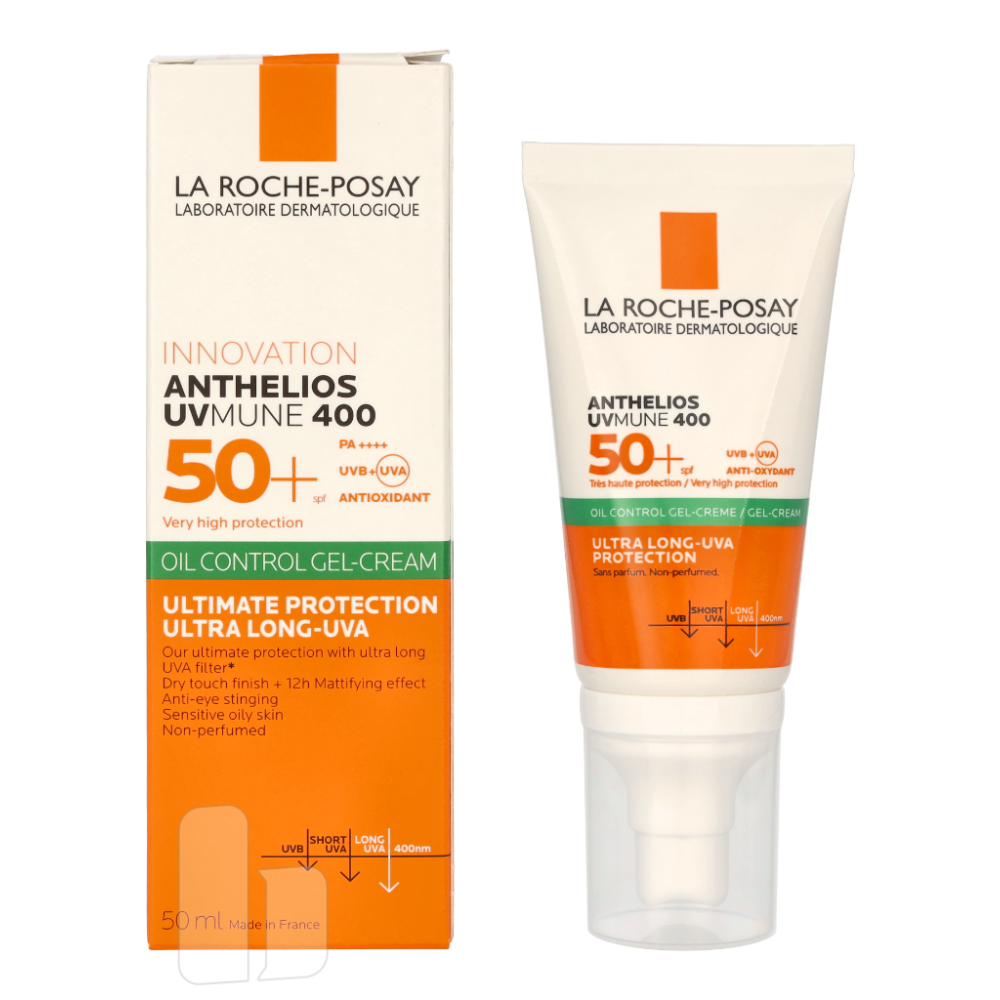 LA ROCHE-POSAY
LABORATOIRE DERMATOLOGIQUE
INNOVATION
ANTHELIOS
UVMUNE 400
50+ spf
PA ++++
UVB + UVA
ANTIOXIDANT
Very high protection
OIL CONTROL GEL-CREAM
ULTIMATE PROTECTION
ULTRA LONG-UVA
Our ultimate protection with ultra long
UVA filter*
Dry touch finish + 12h Mattifying effect
Anti-eye stinging
Sensitive oily skin
Non-perfumed
UVB SHORT UVA LONG UVA 400nm
50 ml Made in France
LA ROCHE-POSAY
LABORATOIRE DERMATOLOGIQUE
ANTHELIOS
UVMUNE 400
50+ spf
UVB + UVA
ANTI-OXYDANT
Très haute protection / Very high protection
OIL CONTROL GEL-CREME / GEL-CREAM
ULTRA LONG-UVA
PROTECTION
Sans parfum. Non-perfumed.
UVB SHORT UVA LONG UVA 400nm